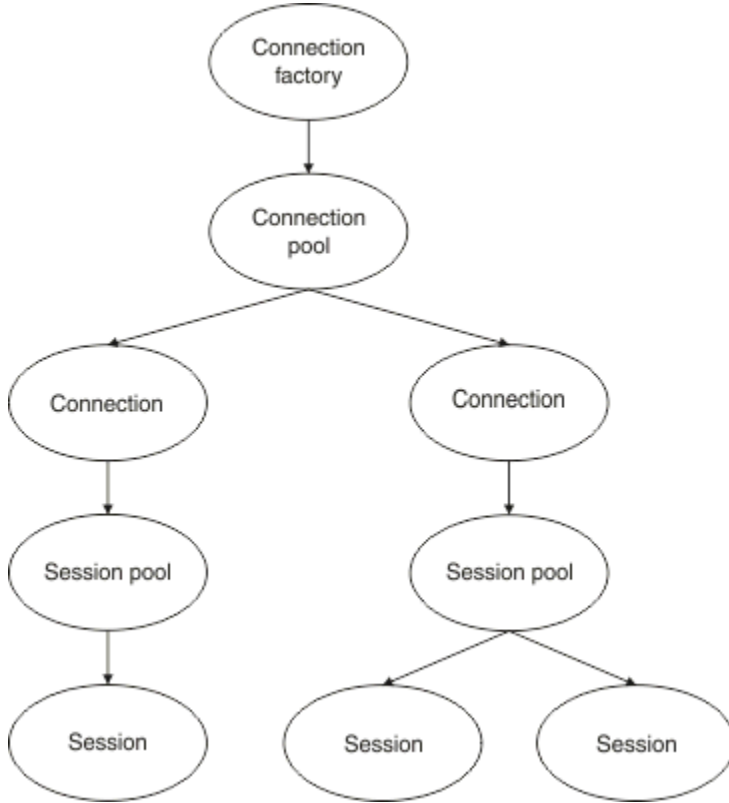 Connection
factory
Connection
pool
Connection
Connection
Session pool
Session pool
Session
Session
Session